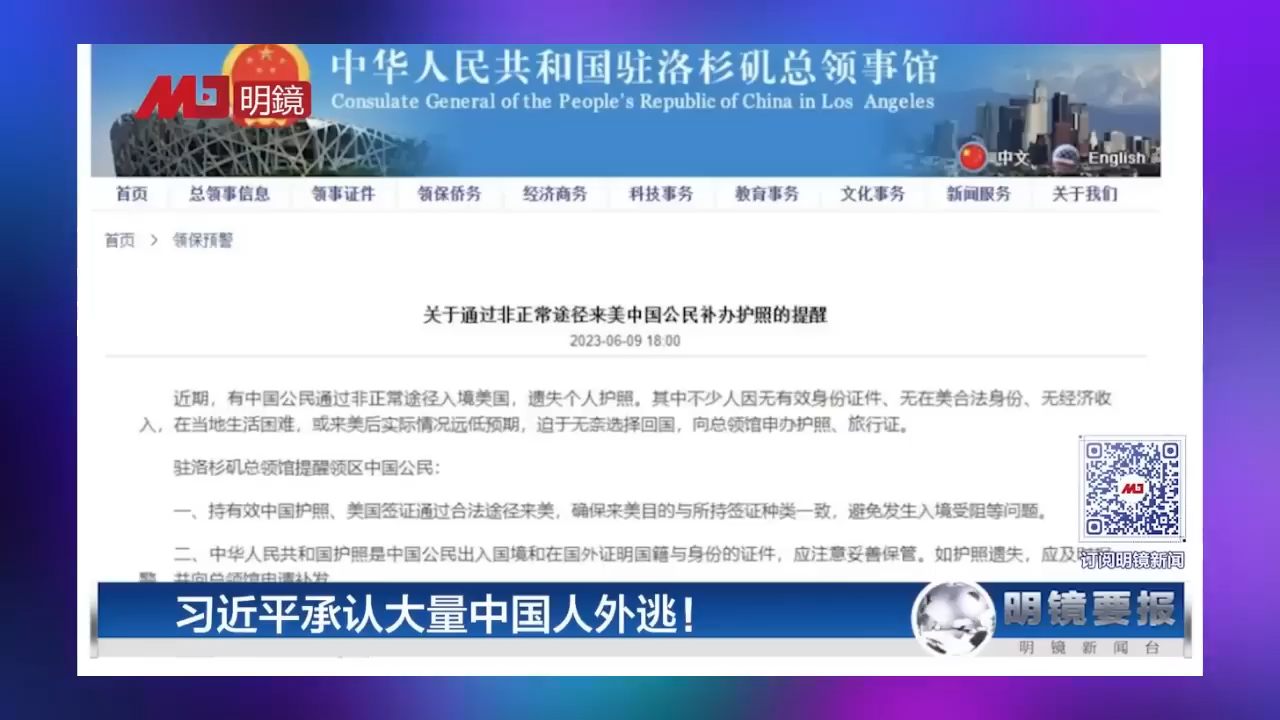 中华人民共和国驻洛杉矶总领事馆
明鏡
Consulate General of the People's Republic of China in Los Angeles
中文 English
首页 总领事信息 领事证件 领保侨务 经济商务 科技事务 教育事务 文化事务 新闻服务 关于我们
首页 > 领保预警
关于通过非正常途径来美中国公民补办护照的提醒
2023-06-09 18:00
近期，有中国公民通过非正常途径入境美国，遗失个人护照。其中不少人因无有效身份证件、无在美合法身份、无经济收
入，在当地生活困难，或来美后实际情况远低预期，迫于无奈选择回国，向总领馆申办护照、旅行证。
驻洛杉矶总领馆提醒领区中国公民：
一、持有效中国护照、美国签证通过合法途径来美，确保来美目的与所持签证种类一致，避免发生入境受阻等问题。
二、中华人民共和国护照是中国公民出入国境和在国外证明国籍与身份的证件，应注意妥善保管。如护照遗失，应及
订阅明镜新闻
并向总领馆申请补发
习近平承认大量中国人外逃！
明镜要报
明镜新闻台